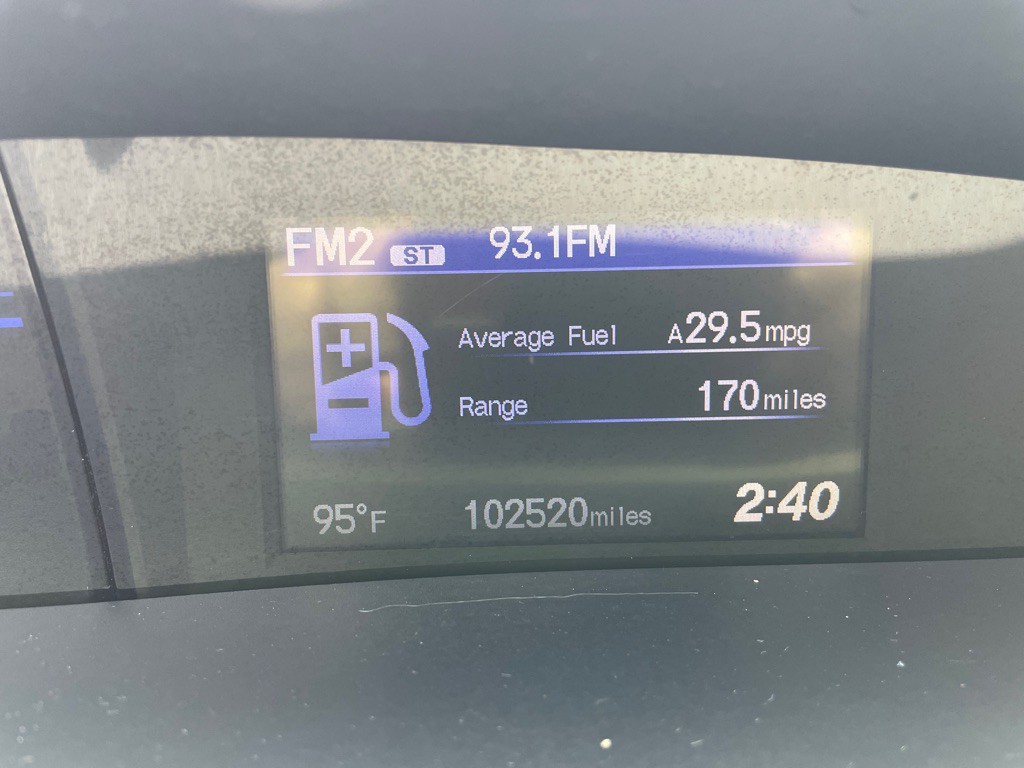 FM2 ST 93.1FM
Average Fuel A29.5mpg
Range 170miles
95°F 102520miles 2:40